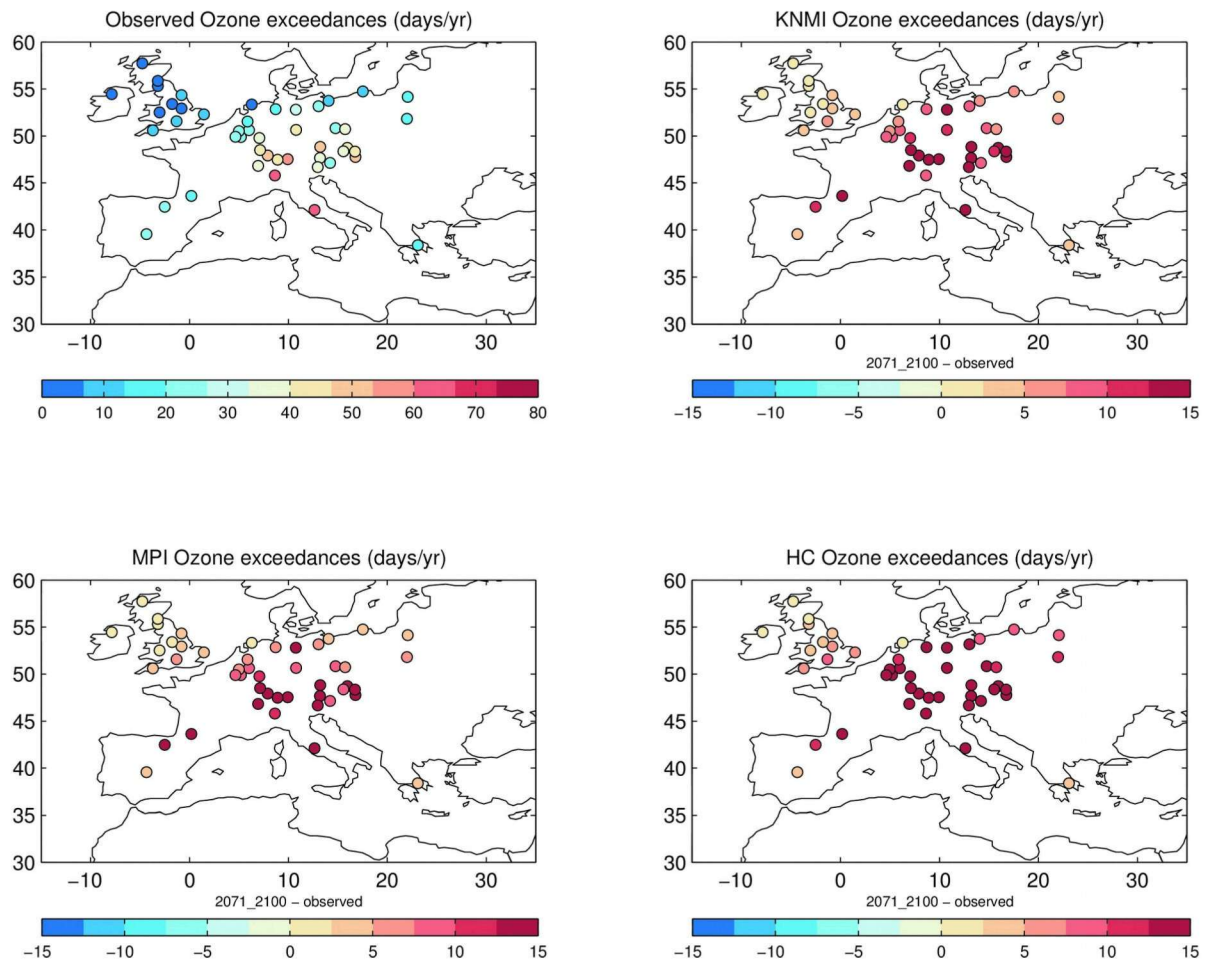 Observed Ozone exceedances (days/yr)
60
55
50
45
40
35
30
−10 0 10 20 30
0 10 20 30 40 50 60 70 80
KNMI Ozone exceedances (days/yr)
60
55
50
45
40
35
30
−10 0 10 20 30
2071_2100 − observed
−15 −10 −5 0 5 10 15
MPI Ozone exceedances (days/yr)
60
55
50
45
40
35
30
−10 0 10 20 30
2071_2100 − observed
−15 −10 −5 0 5 10 15
HC Ozone exceedances (days/yr)
60
55
50
45
40
35
30
−10 0 10 20 30
2071_2100 − observed
−15 −10 −5 0 5 10 15